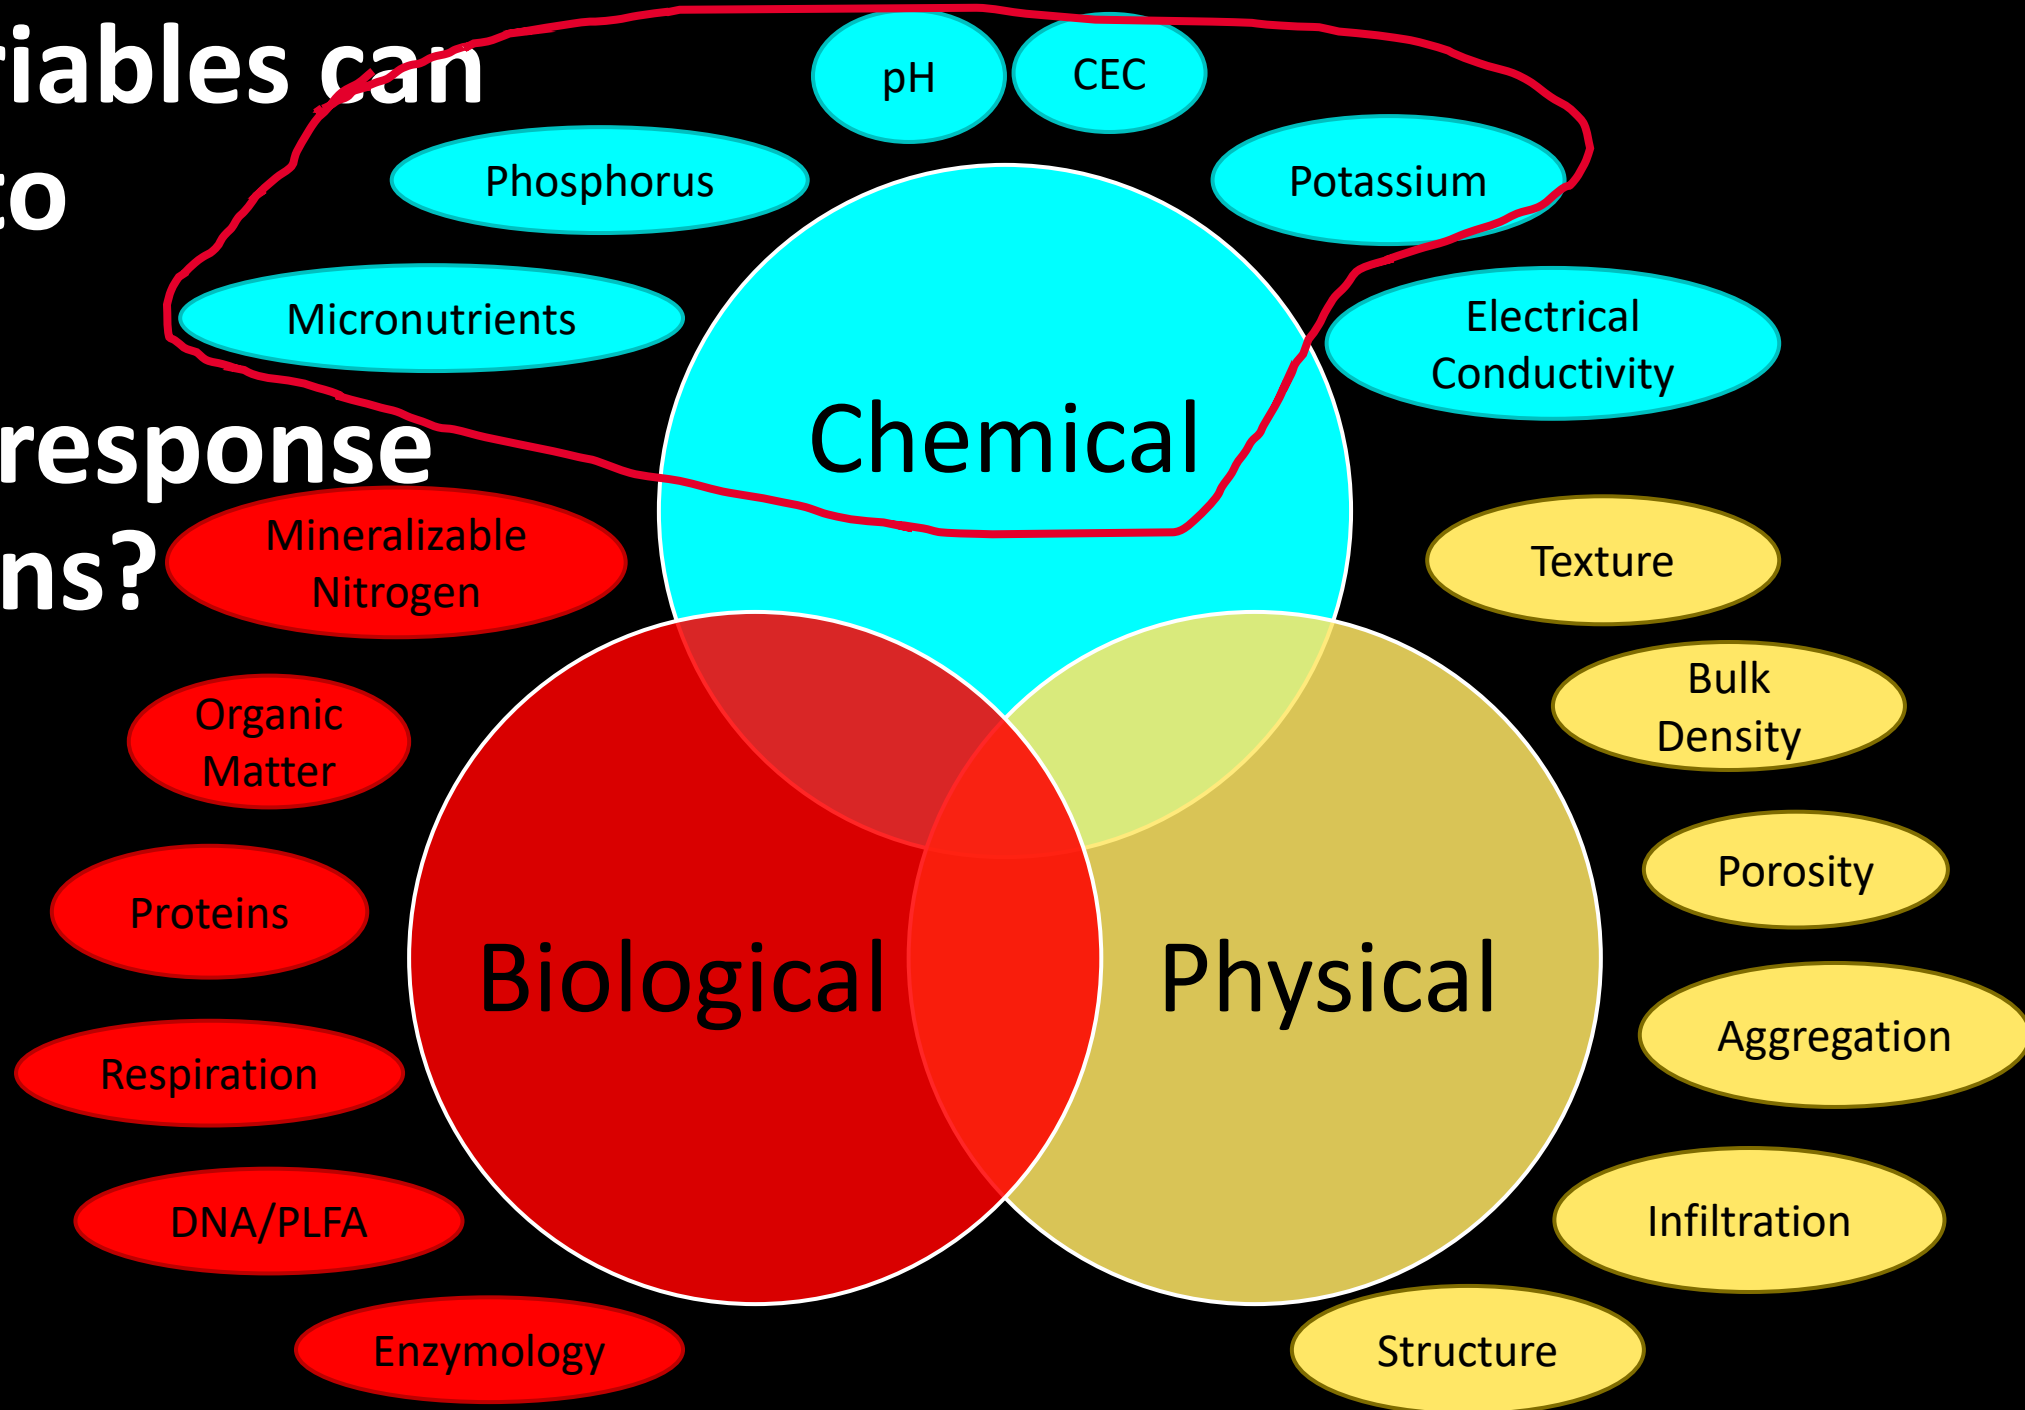 riables can
to
response
ns?
pH
CEC
Phosphorus
Potassium
Micronutrients
Electrical
Conductivity
Chemical
Mineralizable
Nitrogen
Organic
Matter
Proteins
Respiration
DNA/PLFA
Enzymology
Biological
Physical
Texture
Bulk
Density
Porosity
Aggregation
Infiltration
Structure